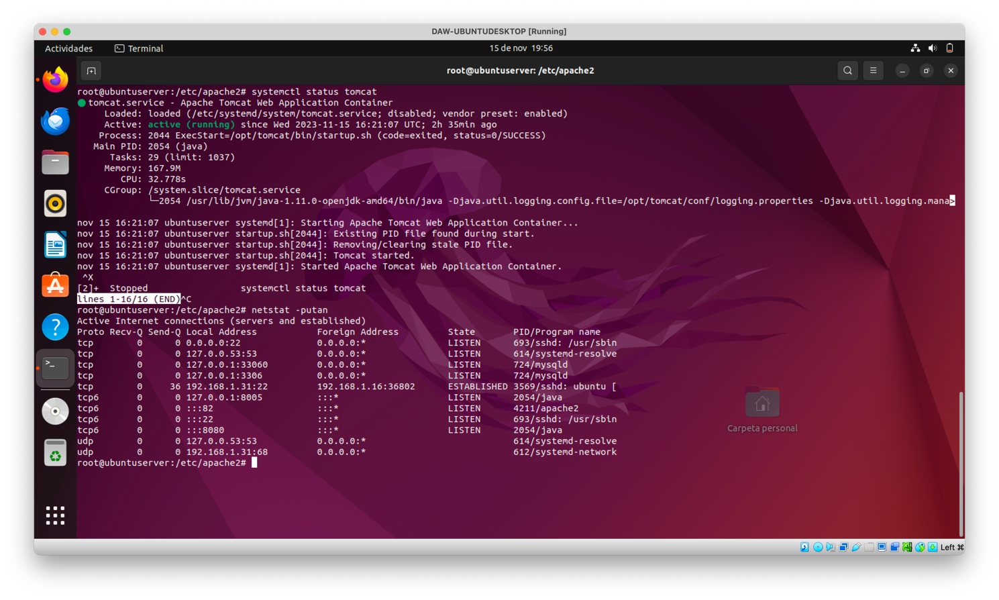 DAW-UBUNTUDESKTOP [Running]
Actividades Terminal 15 de nov 19:56
root@ubuntuserver: /etc/apache2
root@ubuntuserver:/etc/apache2# systemctl status tomcat
tomcat.service - Apache Tomcat Web Application Container
Loaded: loaded (/etc/systemd/system/tomcat.service; disabled; vendor preset: enabled)
Active: active (running) since Wed 2023-11-15 16:21:07 UTC; 2h 35min ago
Process: 2044 ExecStart=/opt/tomcat/bin/startup.sh (code=exited, status=0/SUCCESS)
Main PID: 2054 (java)
Tasks: 29 (limit: 1037)
Memory: 167.9M
CPU: 32.778s
CGroup: /system.slice/tomcat.service
└─2054 /usr/lib/jvm/java-1.11.0-openjdk-amd64/bin/java -Djava.util.logging.config.file=/opt/tomcat/conf/logging.properties -Djava.util.logging.mana>
nov 15 16:21:07 ubuntuserver systemd[1]: Starting Apache Tomcat Web Application Container...
nov 15 16:21:07 ubuntuserver startup.sh[2044]: Existing PID file found during start.
nov 15 16:21:07 ubuntuserver startup.sh[2044]: Removing/clearing stale PID file.
nov 15 16:21:07 ubuntuserver startup.sh[2044]: Tomcat started.
nov 15 16:21:07 ubuntuserver systemd[1]: Started Apache Tomcat Web Application Container.
^X
[2]+  Stopped                 systemctl status tomcat
lines 1-16/16 (END)^C
root@ubuntuserver:/etc/apache2# netstat -putan
Active Internet connections (servers and established)
Proto Recv-Q Send-Q Local Address           Foreign Address         State       PID/Program name
tcp        0      0 0.0.0.0:22              0.0.0.0:*               LISTEN      693/sshd: /usr/sbin
tcp        0      0 127.0.0.53:53           0.0.0.0:*               LISTEN      614/systemd-resolve
tcp        0      0 127.0.0.1:33060         0.0.0.0:*               LISTEN      724/mysqld
tcp        0      0 127.0.0.1:3306          0.0.0.0:*               LISTEN      724/mysqld
tcp        0     36 192.168.1.31:22         192.168.1.16:36802      ESTABLISHED 3569/sshd: ubuntu [
tcp6       0      0 127.0.0.1:8005          :::*                    LISTEN      2054/java
tcp6       0      0 :::82                   :::*                    LISTEN      4211/apache2
tcp6       0      0 :::22                   :::*                    LISTEN      693/sshd: /usr/sbin
tcp6       0      0 :::8080                 :::*                    LISTEN      2054/java
udp        0      0 127.0.0.53:53           0.0.0.0:*                           614/systemd-resolve
udp        0      0 192.168.1.31:68         0.0.0.0:*                           612/systemd-network
root@ubuntuserver:/etc/apache2#
Carpeta personal
Left ⌘